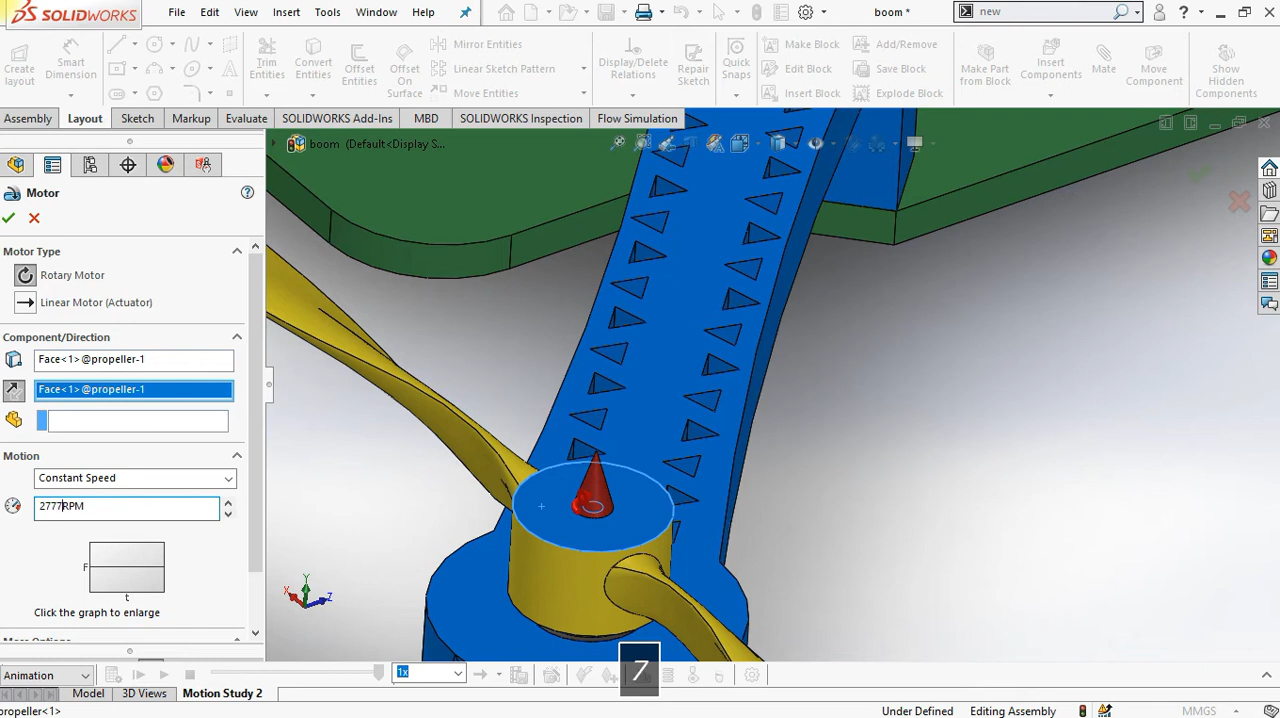 SOLIDWORKS File Edit View Insert Tools Window Help boom * new ?
Create layout Smart Dimension Trim Entities Convert Entities Offset Entities Offset On Surface Mirror Entities Linear Sketch Pattern Move Entities Display/Delete Relations Repair Sketch Quick Snaps Make Block Edit Block Insert Block Add/Remove Save Block Explode Block Make Part from Block Insert Components Mate Move Component Show Hidden Components
Assembly Layout Sketch Markup Evaluate SOLIDWORKS Add-Ins MBD SOLIDWORKS Inspection Flow Simulation
boom (Default<Display S...
Motor
Motor Type
Rotary Motor
Linear Motor (Actuator)
Component/Direction
Face<1>@propeller-1
Face<1>@propeller-1
Motion
Constant Speed
2777RPM
F
t
Click the graph to enlarge
Y
X Z
7
Animation 1x
Model 3D Views Motion Study 2
propeller<1> Under Defined Editing Assembly MMGS